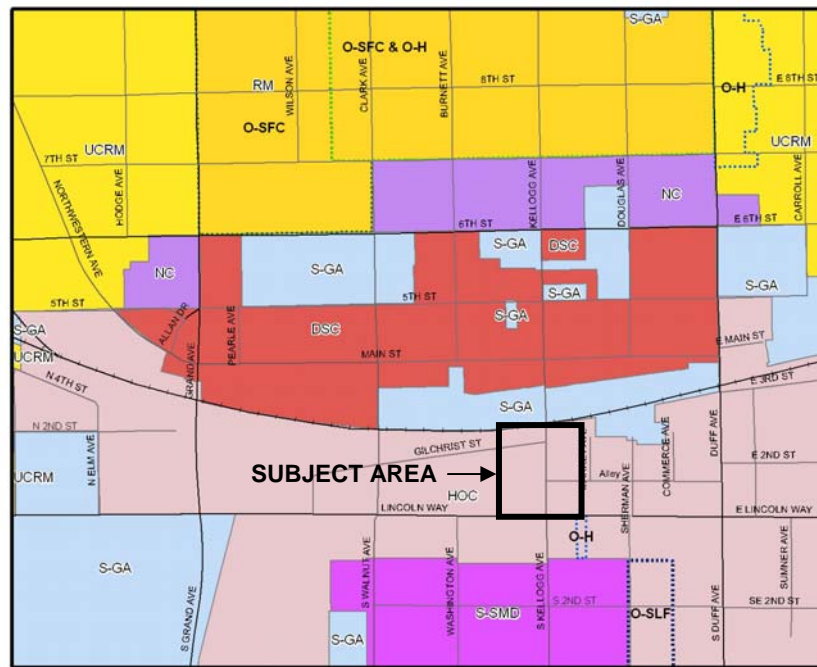 S-GA
O-SFC & O-H
WILSON AVE
CLARK AVE
BURNETT AVE
RM
8TH ST
E 8TH ST
O-H
O-SFC
UCRM
UCRM
7TH ST
HODGE AVE
NORTHWESTERN AVE
KELLOGG AVE
DOUGLAS AVE
NC
CARROLL AVE
6TH ST
E 6TH ST
S-GA
S-GA
DSC
NC
S-GA
5TH ST
5TH ST
S-GA
S-GA
ALLAN DR
PEARLE AVE
DSC
S-GA
E MAIN ST
MAIN ST
UCRM
N 4TH ST
GRAND AVE
E 3RD ST
S-GA
N 2ND ST
GILCHRIST ST
N ELM AVE
COMMERCE AVE
DUFF AVE
E 2ND ST
UCRM
SUBJECT AREA
Alley
SHERMAN AVE
HOC
LINCOLN WAY
E LINCOLN WAY
O-H
S-GA
S WALNUT AVE
WASHINGTON AVE
S KELLOGG AVE
S GRAND AVE
S-SMD
S 2ND ST
O-SLF
S DUFF AVE
SE 2ND ST
SUMNER AVE
S-GA